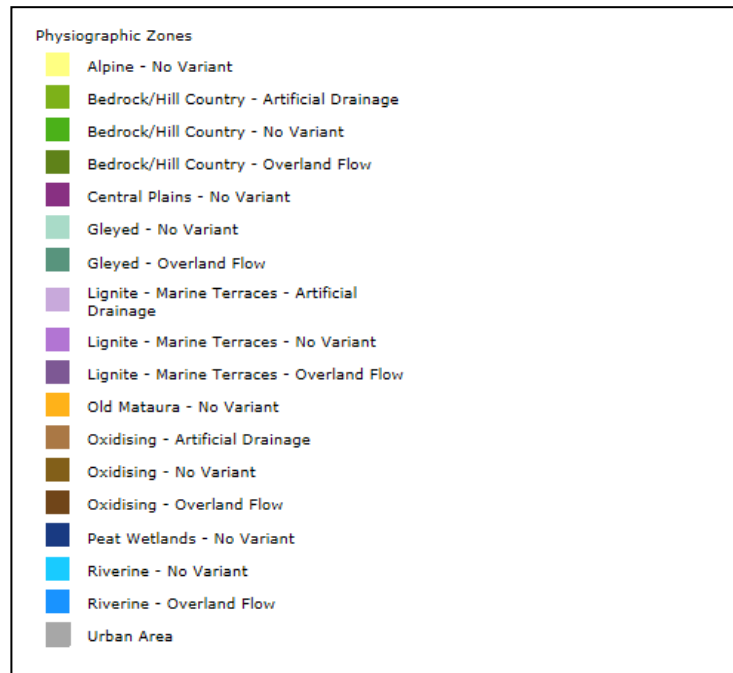 Physiographic Zones
Alpine - No Variant
Bedrock/Hill Country - Artificial Drainage
Bedrock/Hill Country - No Variant
Bedrock/Hill Country - Overland Flow
Central Plains - No Variant
Gleyed - No Variant
Gleyed - Overland Flow
Lignite - Marine Terraces - Artificial
Drainage
Lignite - Marine Terraces - No Variant
Lignite - Marine Terraces - Overland Flow
Old Mataura - No Variant
Oxidising - Artificial Drainage
Oxidising - No Variant
Oxidising - Overland Flow
Peat Wetlands - No Variant
Riverine - No Variant
Riverine - Overland Flow
Urban Area